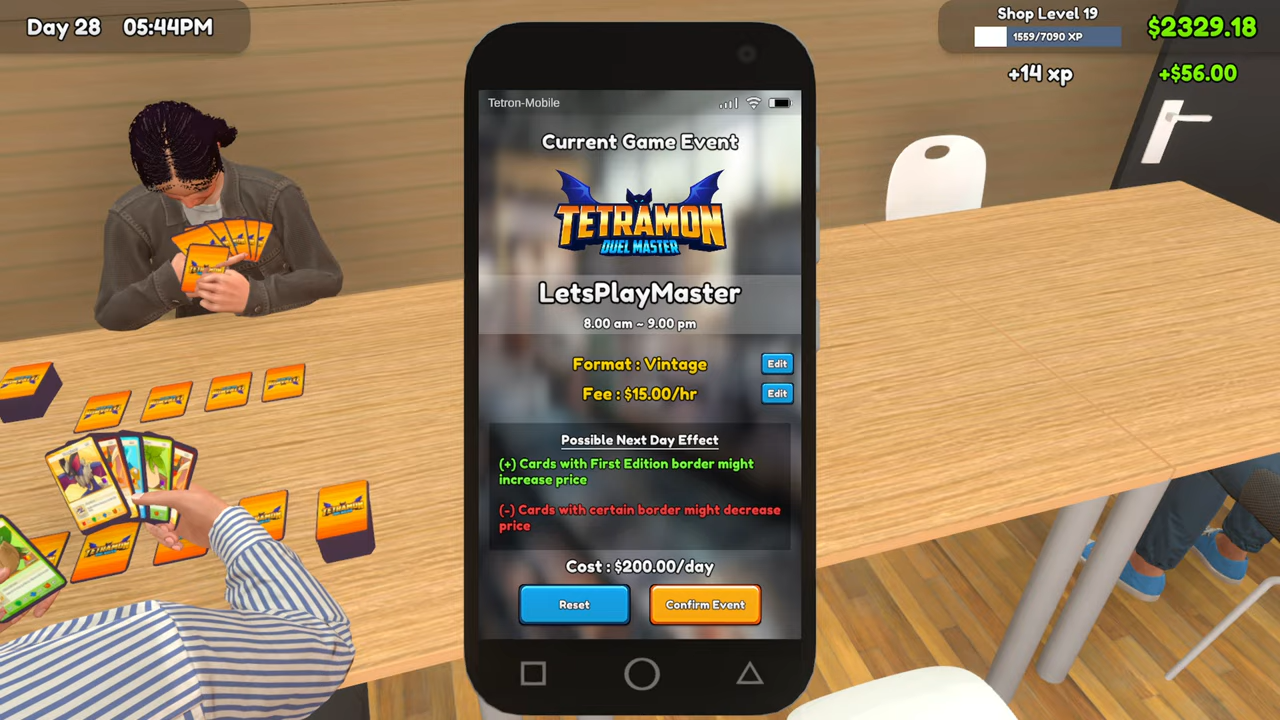 Day 28 05:44PM
Shop Level 19
1559/7090 XP
$2329.18
+14 xp
+$56.00
Tetron-Mobile
Current Game Event
TETRAMON
DUEL MASTER
LetsPlayMaster
8.00 am ~ 9.00 pm
Format : Vintage
Edit
Fee : $15.00/hr
Edit
Possible Next Day Effect
(+) Cards with First Edition border might
increase price
(-) Cards with certain border might decrease
price
Cost : $200.00/day
Reset
Confirm Event
TETRAMON